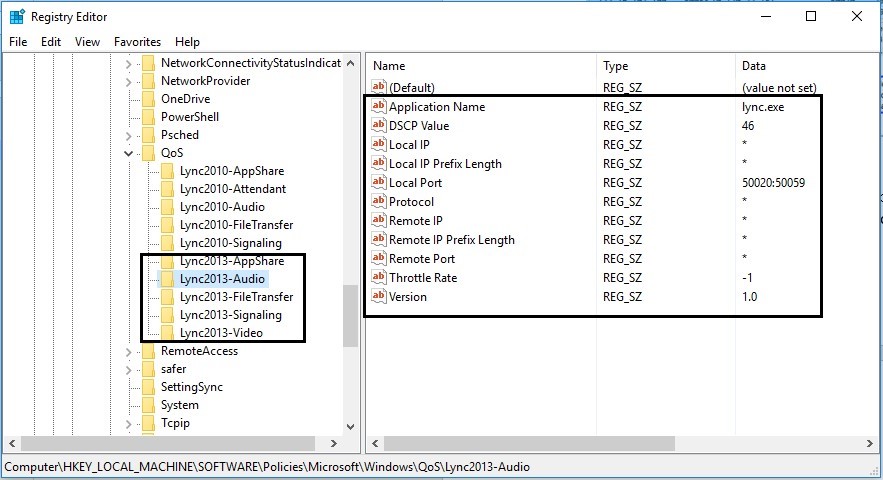 Registry Editor
File Edit View Favorites Help
NetworkConnectivityStatusIndicat
NetworkProvider
OneDrive
PowerShell
Psched
QoS
Lync2010-AppShare
Lync2010-Attendant
Lync2010-Audio
Lync2010-FileTransfer
Lync2010-Signaling
Lync2013-AppShare
Lync2013-Audio
Lync2013-FileTransfer
Lync2013-Signaling
Lync2013-Video
RemoteAccess
safer
SettingSync
System
Tcpip
Name Type Data
(Default) REG_SZ (value not set)
Application Name REG_SZ lync.exe
DSCP Value REG_SZ 46
Local IP REG_SZ *
Local IP Prefix Length REG_SZ *
Local Port REG_SZ 50020:50059
Protocol REG_SZ *
Remote IP REG_SZ *
Remote IP Prefix Length REG_SZ *
Remote Port REG_SZ *
Throttle Rate REG_SZ -1
Version REG_SZ 1.0
Computer\HKEY_LOCAL_MACHINE\SOFTWARE\Policies\Microsoft\Windows\QoS\Lync2013-Audio